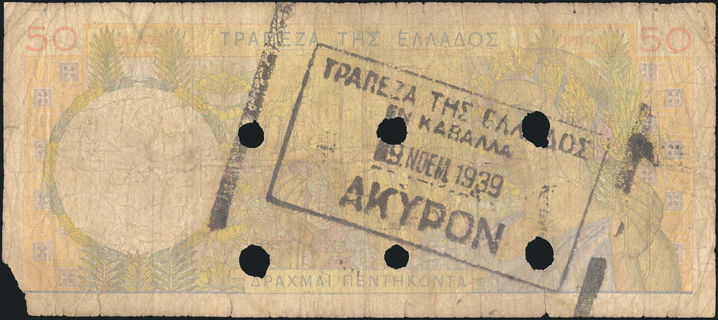 50 ΤΡΑΠΕΖΑ ΤΗΣ ΕΛΛΑΔΟΣ 50
ΤΡΑΠΕΖΑ ΤΗΣ ΕΛΛΑΔΟΣ
ΕΝ ΚΑΒΑΛΛΑ
9 ΝΟΕΜ. 1939
ΑΚΥΡΟΝ
ΔΡΑΧΜΑΙ ΠΕΝΤΗΚΟΝΤΑ